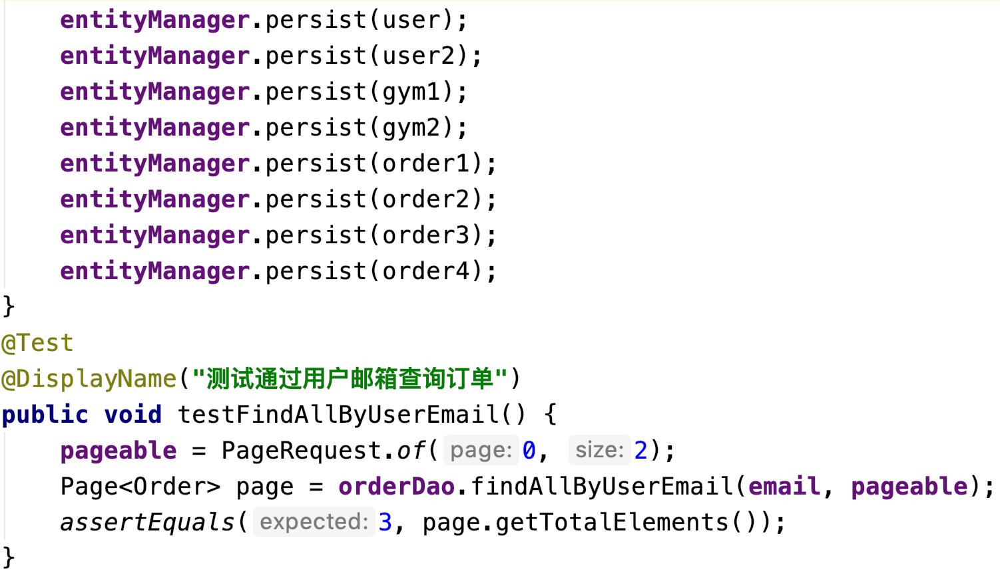 entityManager.persist(user);
entityManager.persist(user2);
entityManager.persist(gym1);
entityManager.persist(gym2);
entityManager.persist(order1);
entityManager.persist(order2);
entityManager.persist(order3);
entityManager.persist(order4);
}
@Test
@DisplayName("测试通过用户邮箱查询订单")
public void testFindAllByUserEmail() {
pageable = PageRequest.of( page: 0, size: 2);
Page<Order> page = orderDao.findAllByUserEmail(email, pageable);
assertEquals( expected: 3, page.getTotalElements());
}